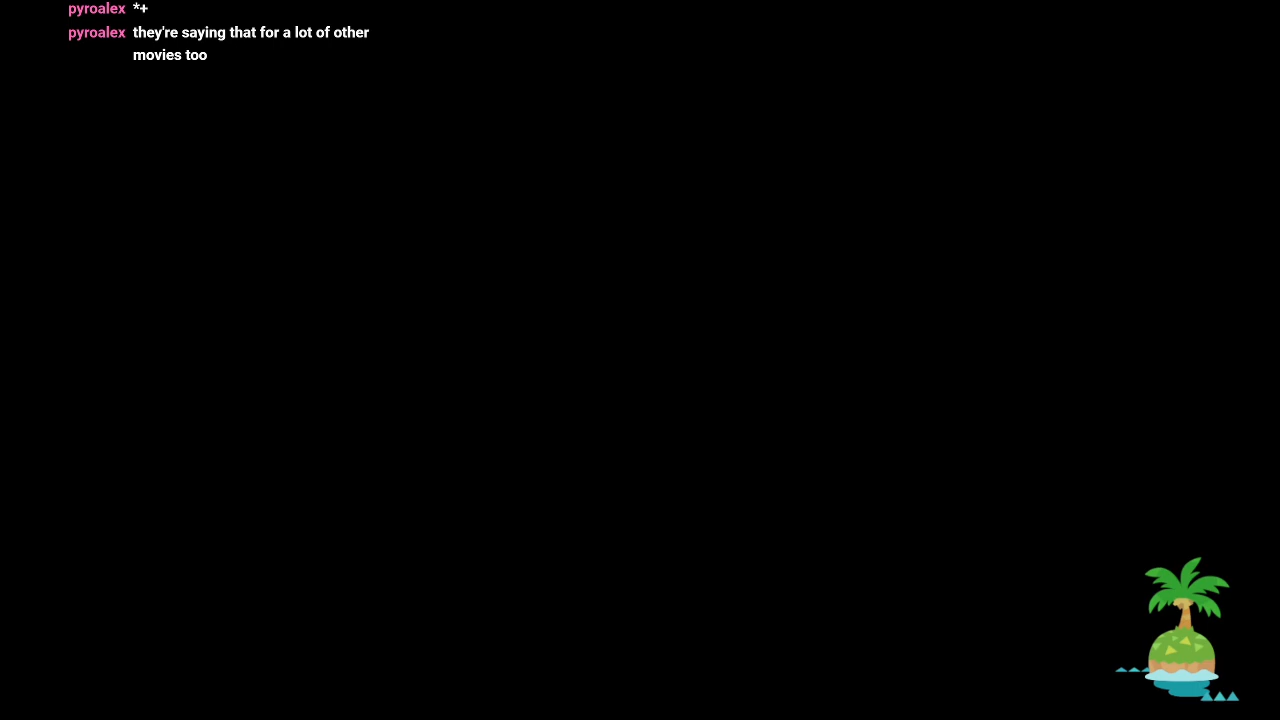 pyroalex *+
pyroalex they're saying that for a lot of other
movies too